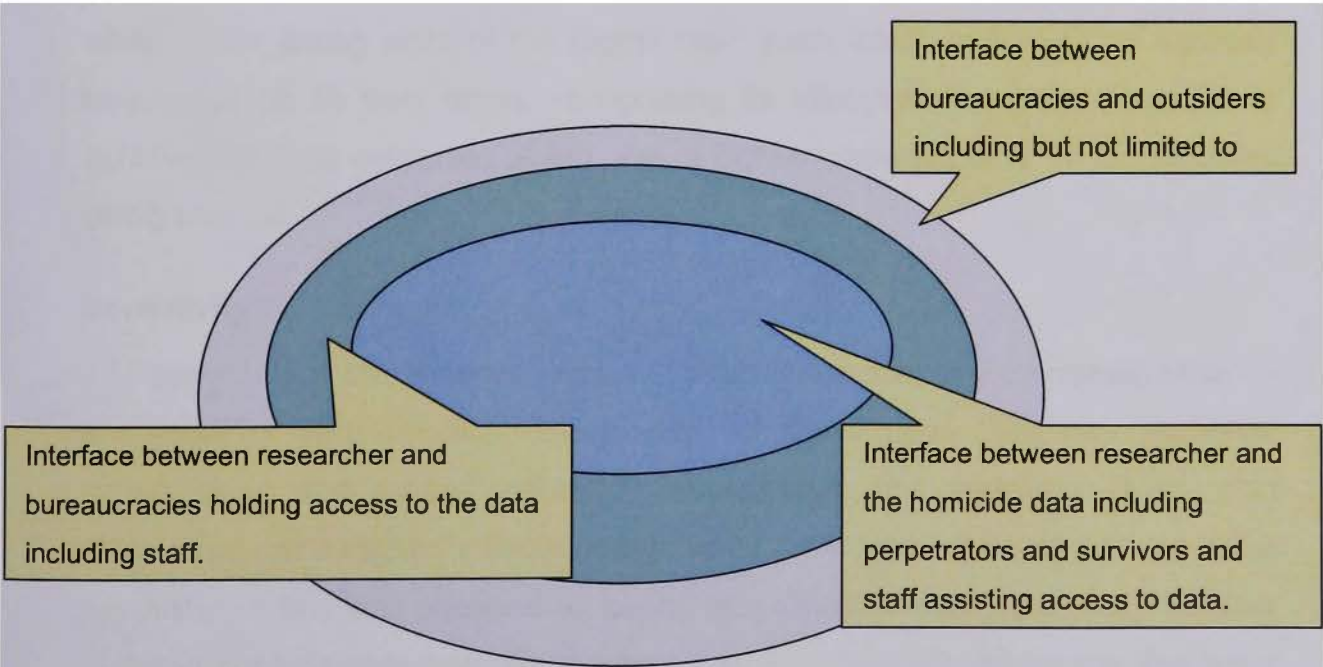 Interface between
bureaucracies and outsiders
including but not limited to
Interface between researcher and
bureaucracies holding access to the data
including staff.
Interface between researcher and
the homicide data including
perpetrators and survivors and
staff assisting access to data.